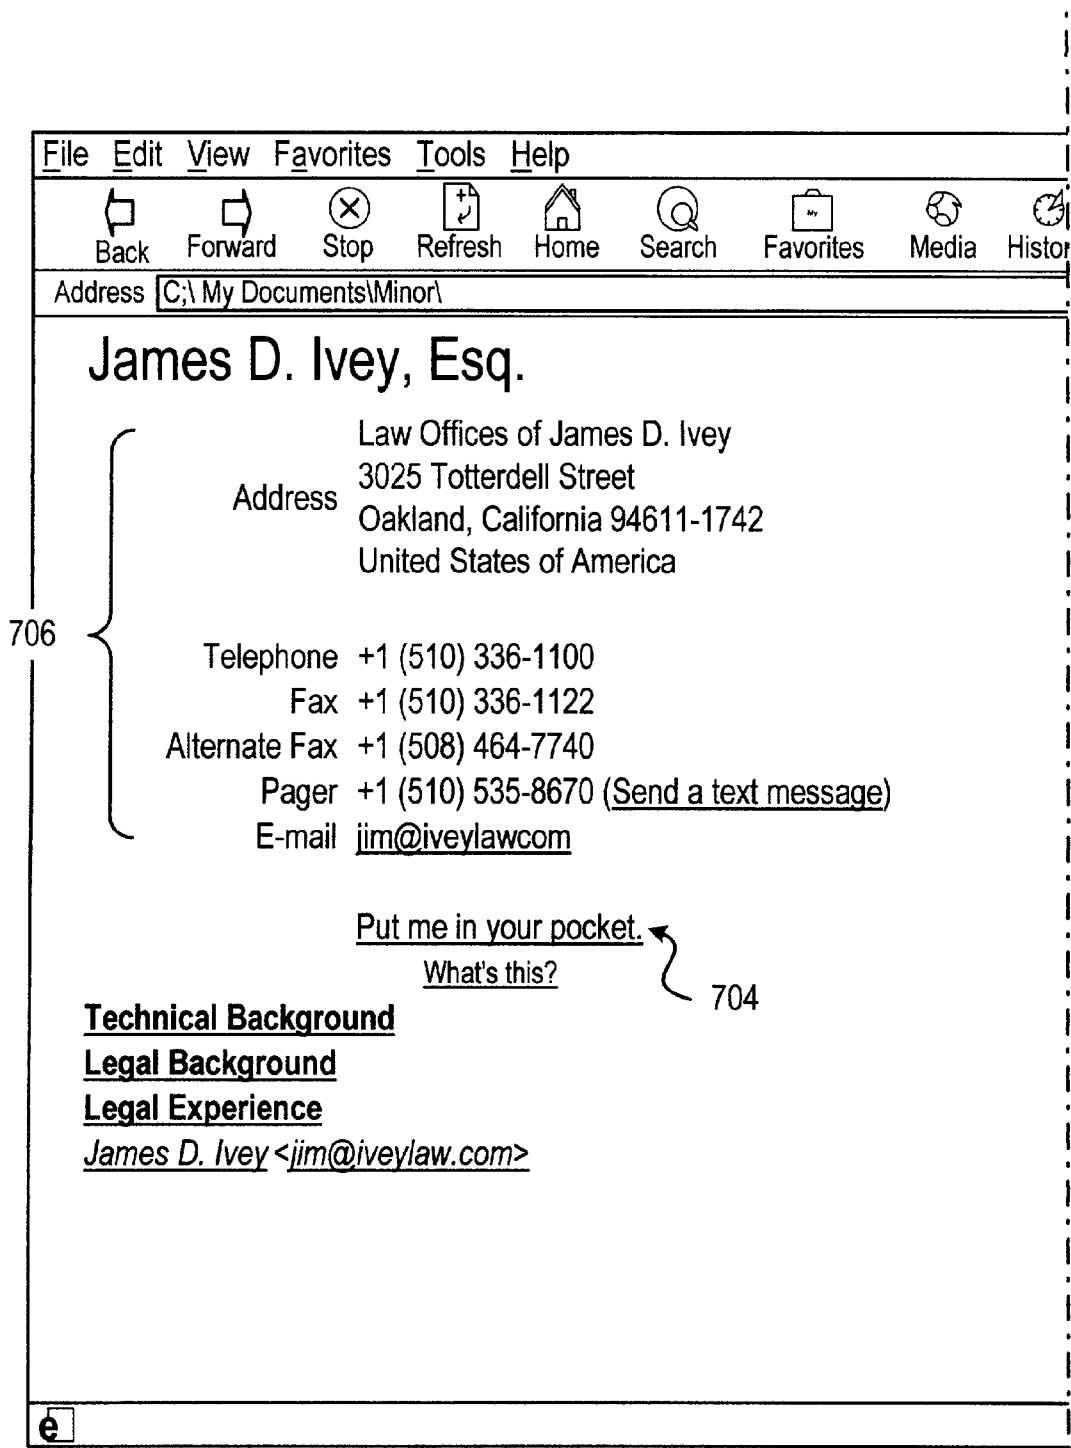 File Edit View Favorites Tools Help
Back Forward Stop Refresh Home Search My Favorites Media Histor
Address C;\ My Documents\Minor\
James D. Ivey, Esq.
Law Offices of James D. Ivey
Address 3025 Totterdell Street
Oakland, California 94611-1742
United States of America
706
Telephone +1 (510) 336-1100
Fax +1 (510) 336-1122
Alternate Fax +1 (508) 464-7740
Pager +1 (510) 535-8670 (Send a text message)
E-mail jim@iveylawcom
Put me in your pocket.
What's this?
704
Technical Background
Legal Background
Legal Experience
James D. Ivey <jim@iveylaw.com>
e